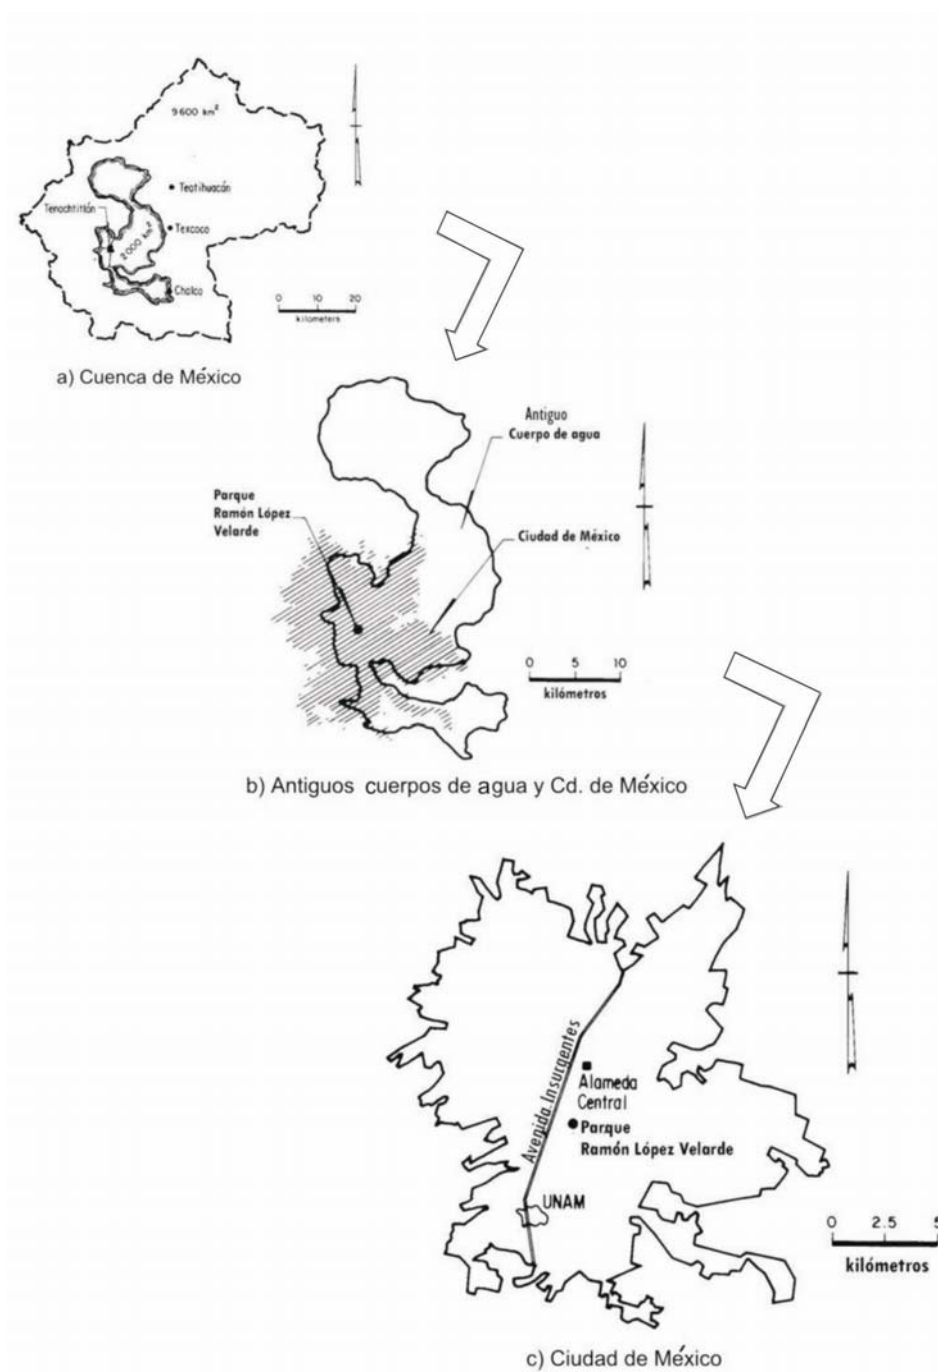 9600 km²
Teotihuacán
Tenochtitlán
Texcoco
2000 km²
Chalco
0 10 20
kilometers
a) Cuenca de México
Antiguo
Cuerpo de agua
Parque
Ramón López
Velarde
Ciudad de México
0 5 10
kilómetros
b) Antiguos cuerpos de agua y Cd. de México
Avenida Insurgentes
Alameda
Central
Parque
Ramón López Velarde
UNAM
0 2.5 5
kilómetros
c) Ciudad de México